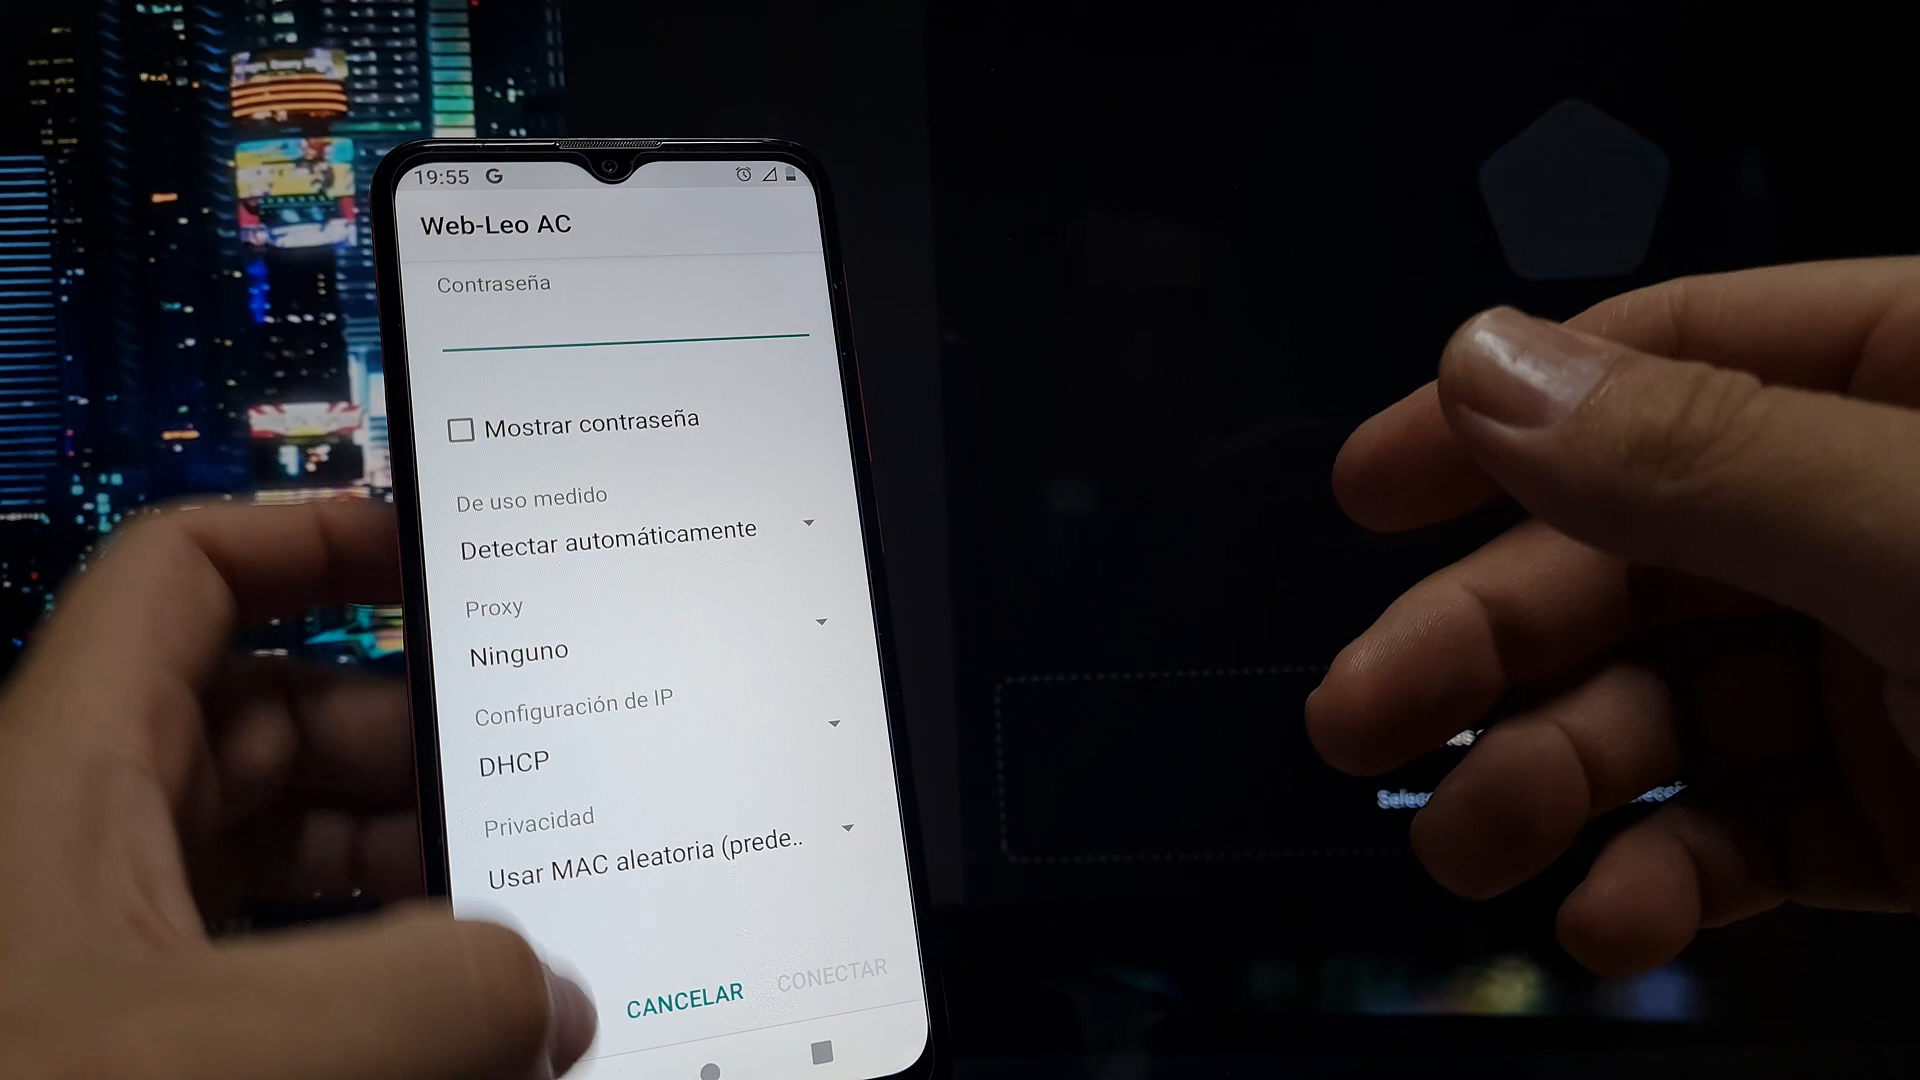 19:55 G
Web-Leo AC
Contraseña
Mostrar contraseña
De uso medido
Detectar automáticamente
Proxy
Ninguno
Configuración de IP
DHCP
Privacidad
Usar MAC aleatoria (prede..
CANCELAR CONECTAR